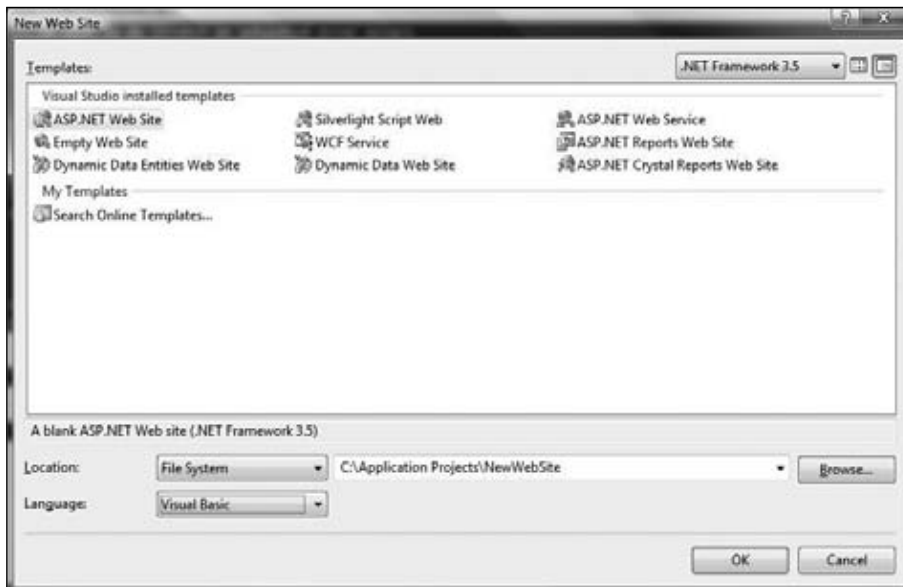 New Web Site
Templates:
.NET Framework 3.5
Visual Studio installed templates
ASP.NET Web Site
Silverlight Script Web
ASP.NET Web Service
Empty Web Site
WCF Service
ASP.NET Reports Web Site
Dynamic Data Entities Web Site
Dynamic Data Web Site
ASP.NET Crystal Reports Web Site
My Templates
Search Online Templates...
A blank ASP.NET Web site (.NET Framework 3.5)
Location:
File System
C:\Application Projects\NewWebSite
Browse...
Language:
Visual Basic
OK
Cancel